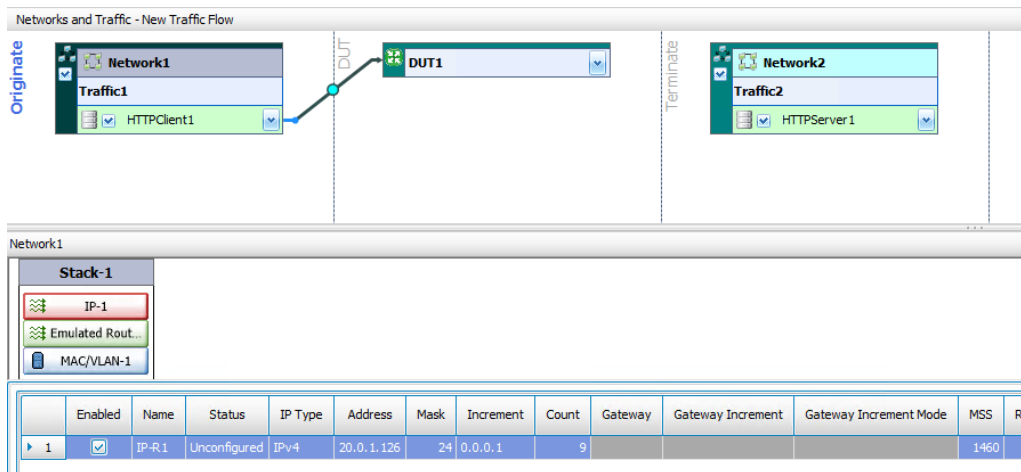 Networks and Traffic - New Traffic Flow
Originate
Network1
Traffic1
HTTPClient1
DUT
DUT1
Terminate
Network2
Traffic2
HTTPServer1
Network1
Stack-1
IP-1
Emulated Rout...
MAC/VLAN-1
Enabled Name Status IP Type Address Mask Increment Count Gateway Gateway Increment Gateway Increment Mode MSS R
1 IP-R1 Unconfigured IPv4 20.0.1.126 24 0.0.0.1 9 1460